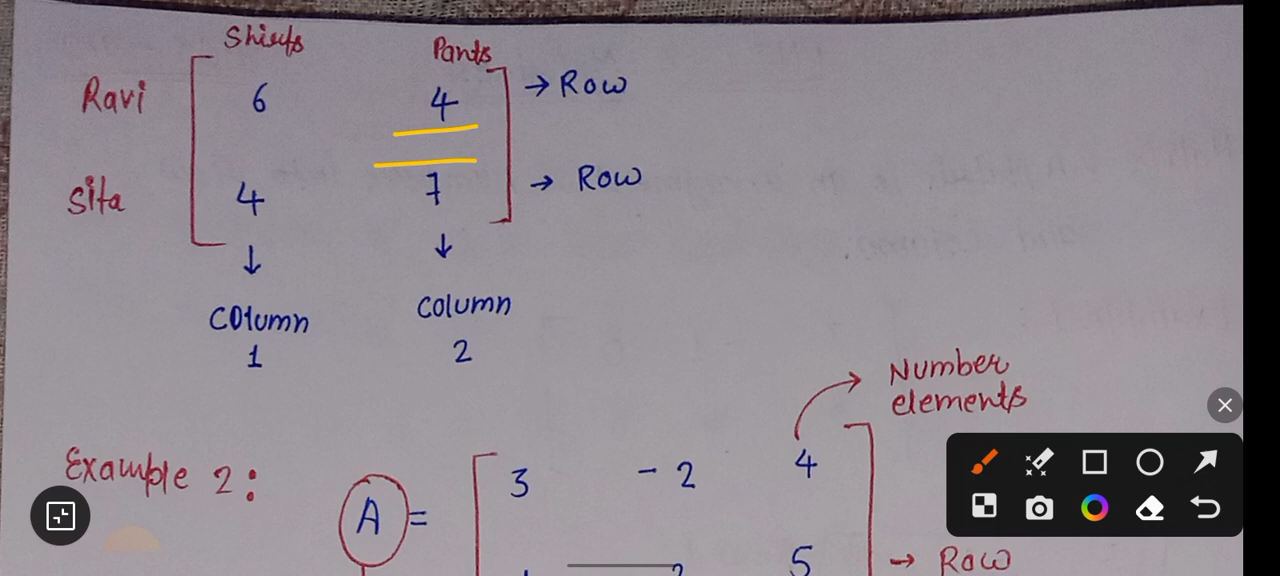 Shirts Pants
Ravi 6 4 → Row
Sita 4 7 → Row
↓ ↓
Column Column
1 2
Number
elements
Example 2:
A = 3 -2 4
5 → Row